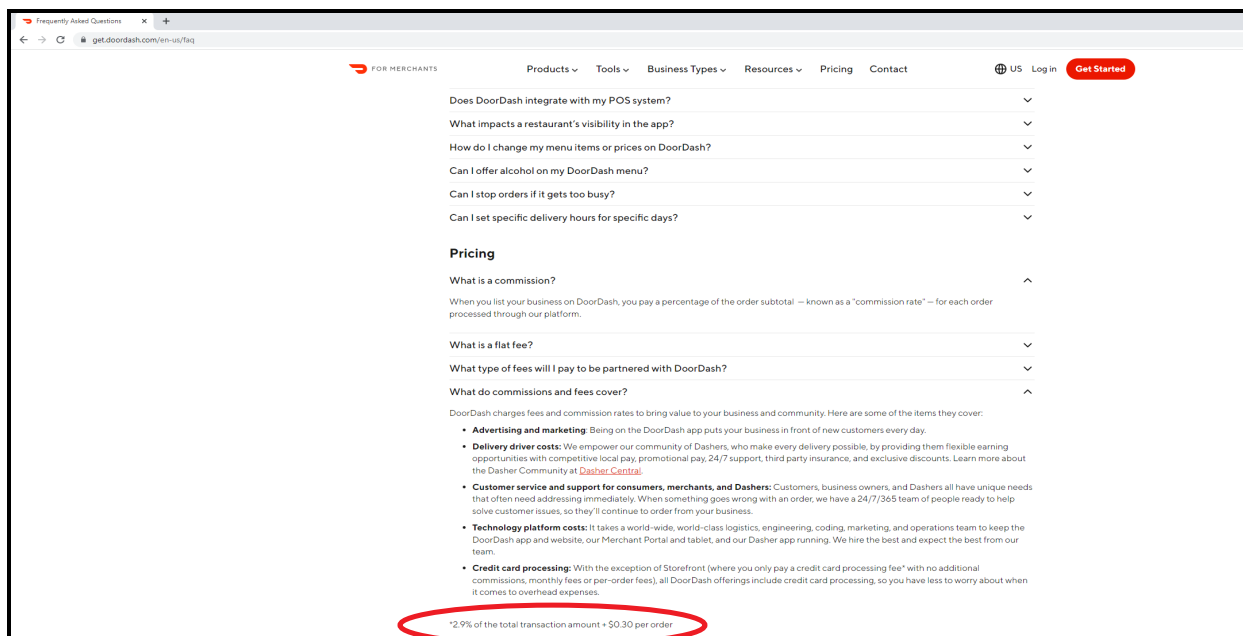 Frequently Asked Questions
get.doordash.com/en-us/faq
FOR MERCHANTS Products Tools Business Types Resources Pricing Contact US Log in Get Started
Does DoorDash integrate with my POS system?
What impacts a restaurant's visibility in the app?
How do I change my menu items or prices on DoorDash?
Can I offer alcohol on my DoorDash menu?
Can I stop orders if it gets too busy?
Can I set specific delivery hours for specific days?
Pricing
What is a commission?
When you list your business on DoorDash, you pay a percentage of the order subtotal — known as a "commission rate" — for each order
processed through our platform.
What is a flat fee?
What type of fees will I pay to be partnered with DoorDash?
What do commissions and fees cover?
DoorDash charges fees and commission rates to bring value to your business and community. Here are some of the items they cover:
• Advertising and marketing: Being on the DoorDash app puts your business in front of new customers every day.
• Delivery driver costs: We empower our community of Dashers, who make every delivery possible, by providing them flexible earning
opportunities with competitive local pay, promotional pay, 24/7 support, third party insurance, and exclusive discounts. Learn more about
the Dasher Community at Dasher Central.
• Customer service and support for consumers, merchants, and Dashers: Customers, business owners, and Dashers all have unique needs
that often need addressing immediately. When something goes wrong with an order, we have a 24/7/365 team of people ready to help
solve customer issues, so they'll continue to order from your business.
• Technology platform costs: It takes a world-wide, world-class logistics, engineering, coding, marketing, and operations team to keep the
DoorDash app and website, our Merchant Portal and tablet, and our Dasher app running. We hire the best and expect the best from our
team.
• Credit card processing: With the exception of Storefront (where you only pay a credit card processing fee* with no additional
commissions, monthly fees or per-order fees), all DoorDash offerings include credit card processing, so you have less to worry about when
it comes to overhead expenses.
*2.9% of the total transaction amount + $0.30 per order